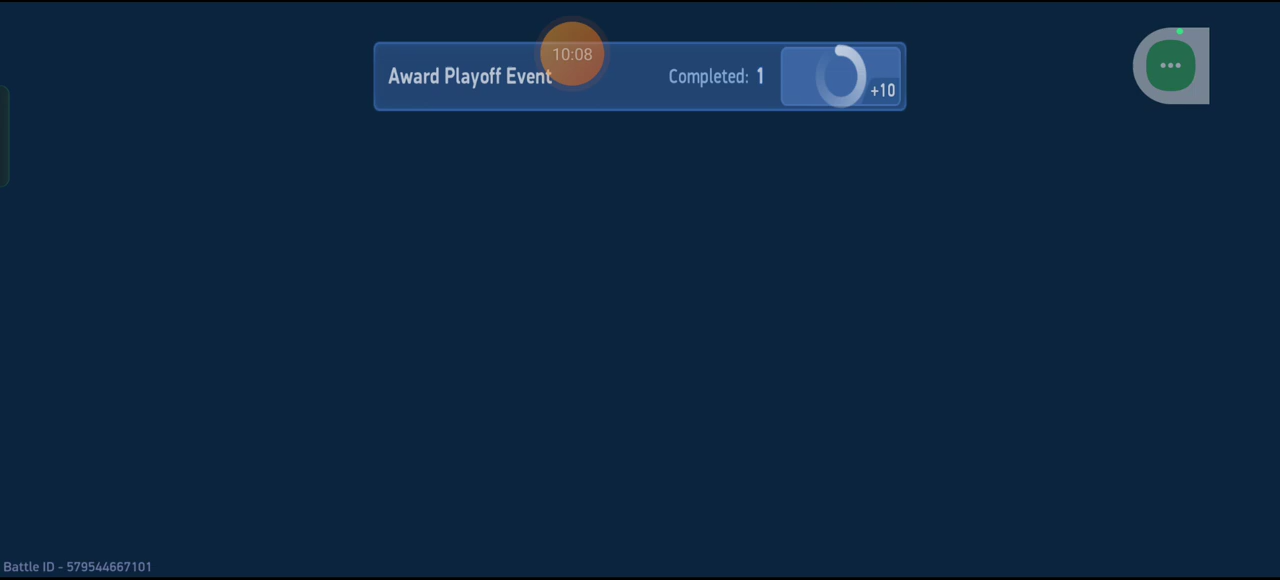 10:08
Award Playoff Event
Completed: 1
+10
Battle ID - 579544667101